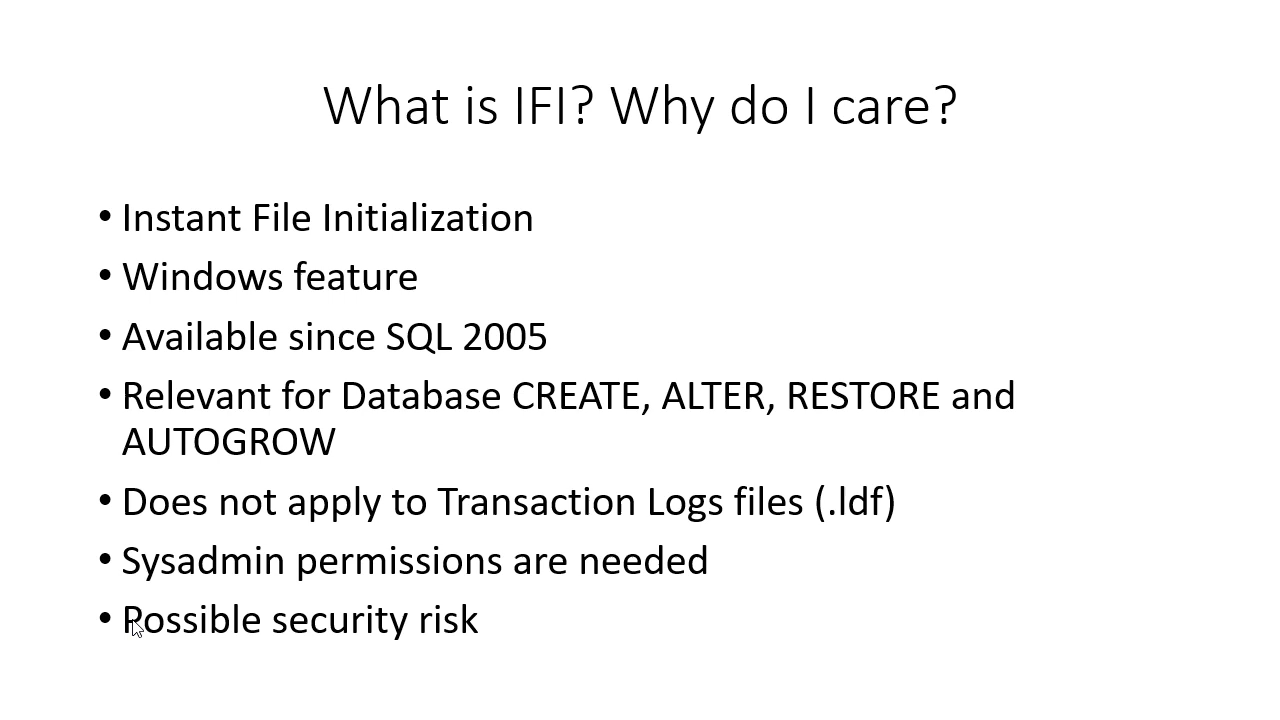 What is IFI? Why do I care?
• Instant File Initialization
• Windows feature
• Available since SQL 2005
• Relevant for Database CREATE, ALTER, RESTORE and
AUTOGROW
• Does not apply to Transaction Logs files (.ldf)
• Sysadmin permissions are needed
• Possible security risk